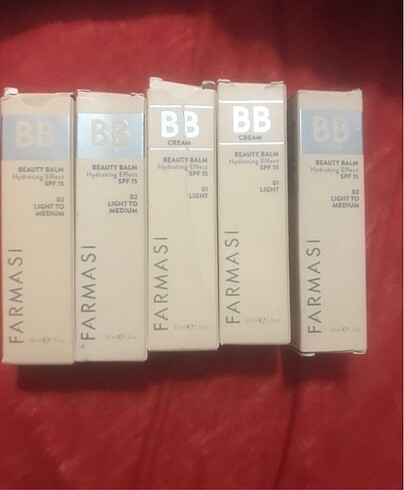 BB
BEAUTY BALM
Hydrating Effect
SPF 15
02
LIGHT TO
MEDIUM
FARMASİ
BB
BEAUTY BALM
Hydrating Effect
SPF 15
02
LIGHT TO
MEDIUM
FARMASİ
BB
CREAM
BEAUTY BALM
Hydrating Effect
SPF 15
01
LIGHT
FARMASİ
BB
CREAM
BEAUTY BALM
Hydrating Effect
SPF 15
01
LIGHT
FARMASİ
BB
BEAUTY BALM
Hydrating Effect
SPF 15
02
LIGHT TO
MEDIUM
FARMASİ